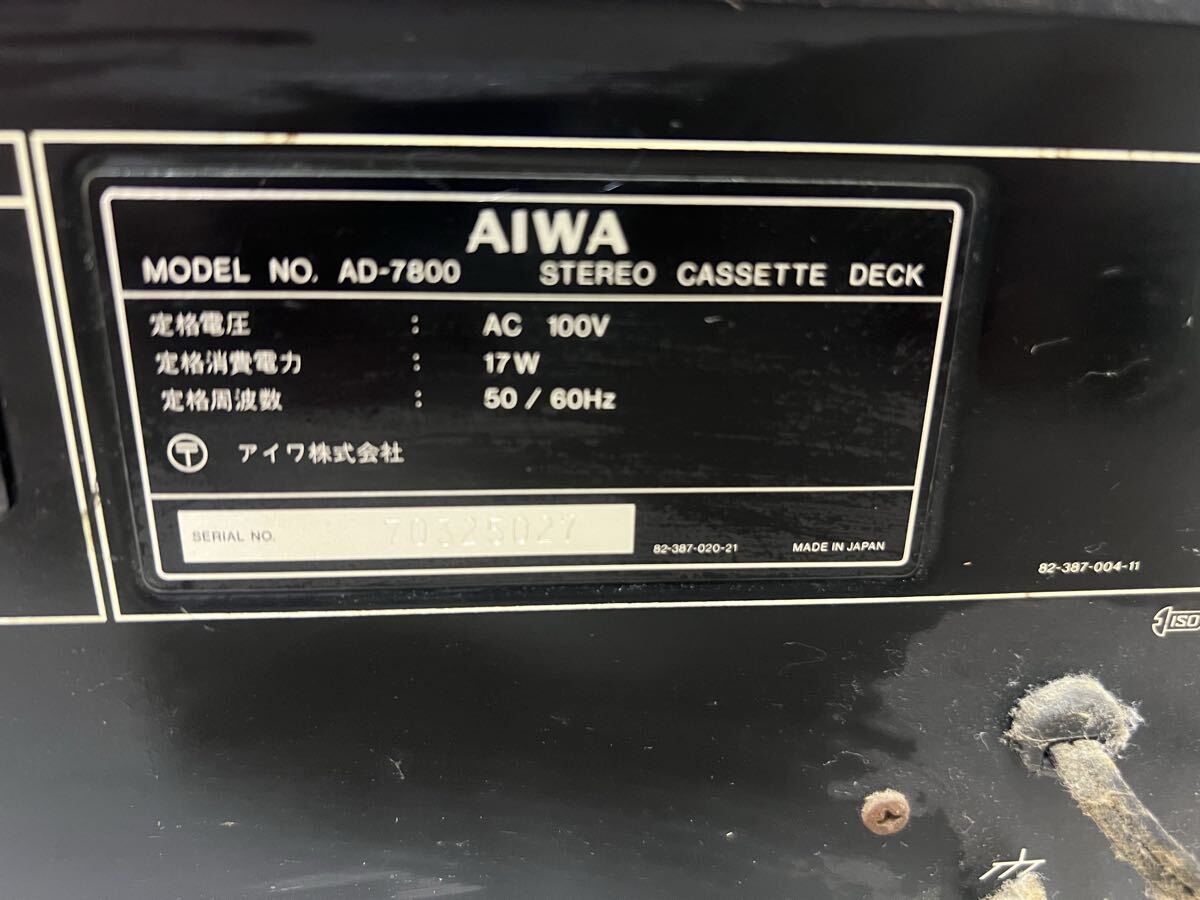 AIWA
MODEL NO. AD-7800 STEREO CASSETTE DECK
定格電圧 : AC 100V
定格消費電力 : 17W
定格周波数 : 50 / 60Hz
〒 アイワ株式会社
SERIAL NO. 70325027
82-387-020-21 MADE IN JAPAN
82-387-004-11
ISO